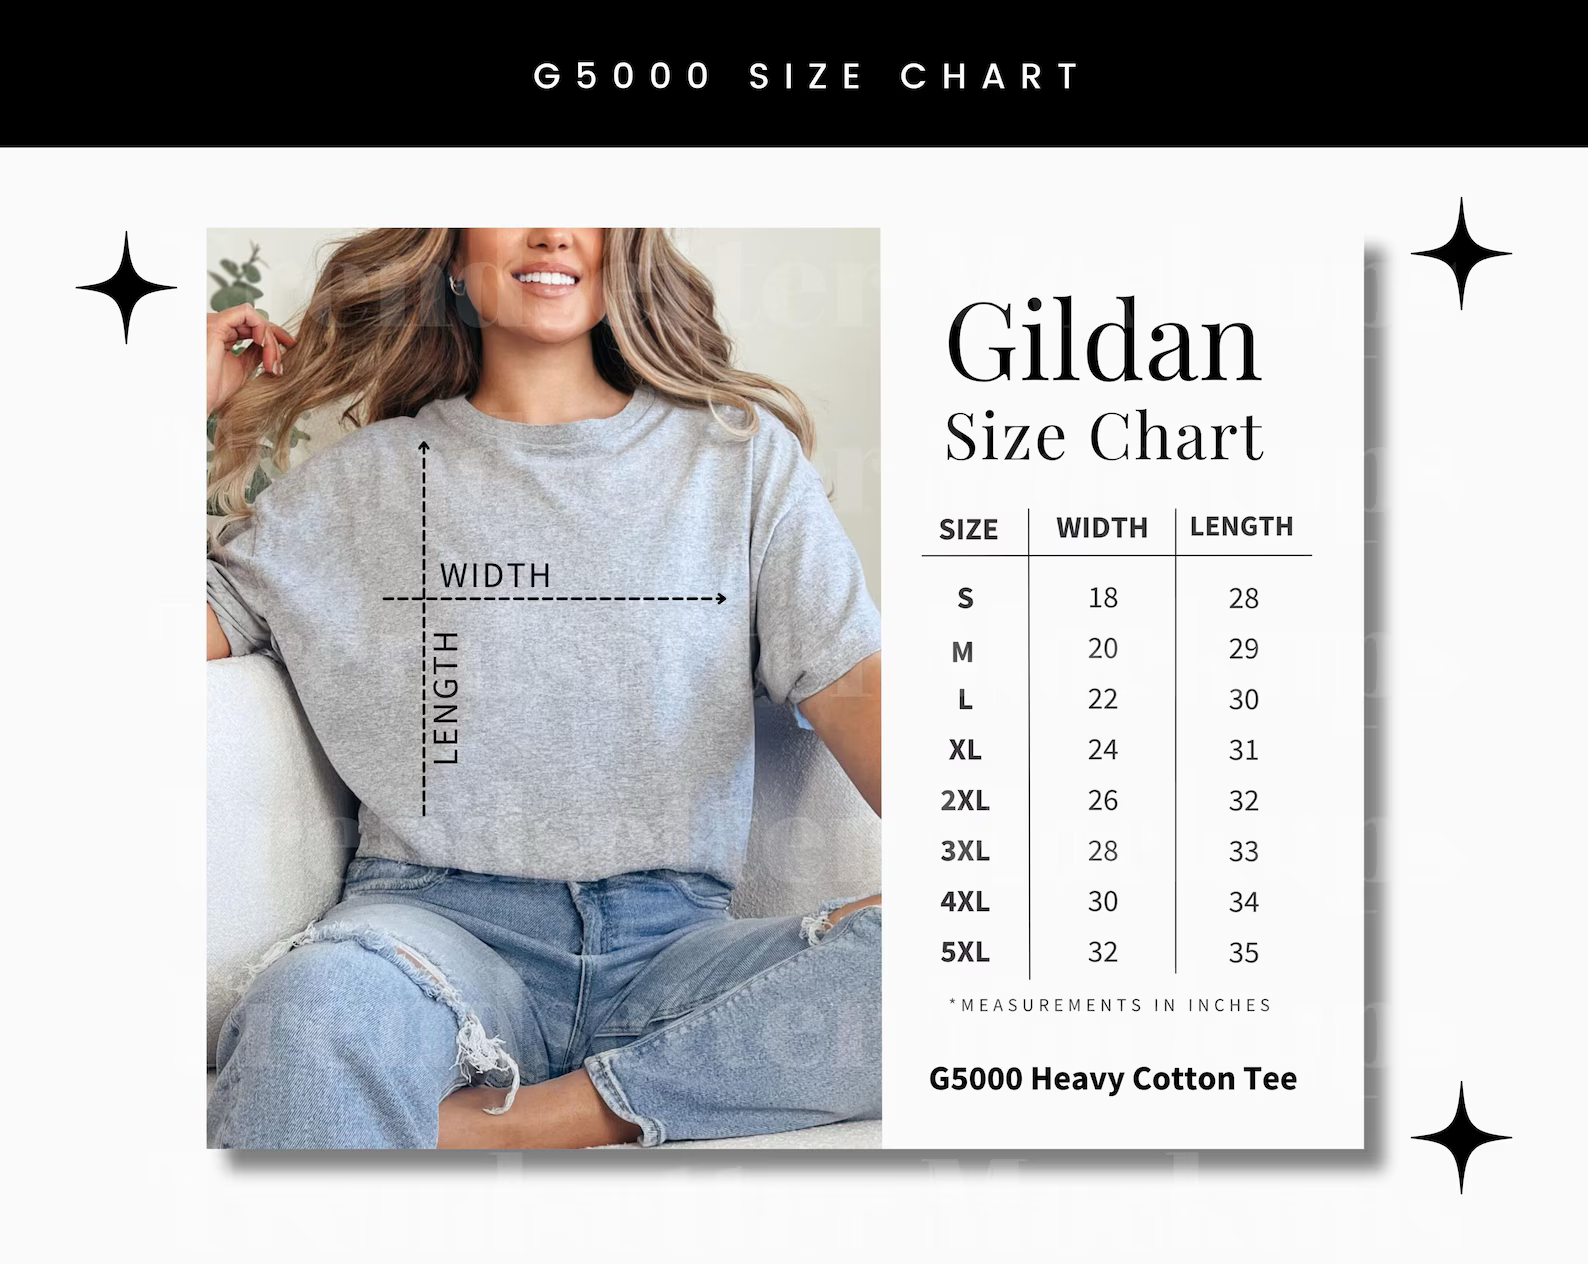 G5000 SIZE CHART
WIDTH
LENGTH
Gildan
Size Chart
SIZE WIDTH LENGTH
S 18 28
M 20 29
L 22 30
XL 24 31
2XL 26 32
3XL 28 33
4XL 30 34
5XL 32 35
*MEASUREMENTS IN INCHES
G5000 Heavy Cotton Tee